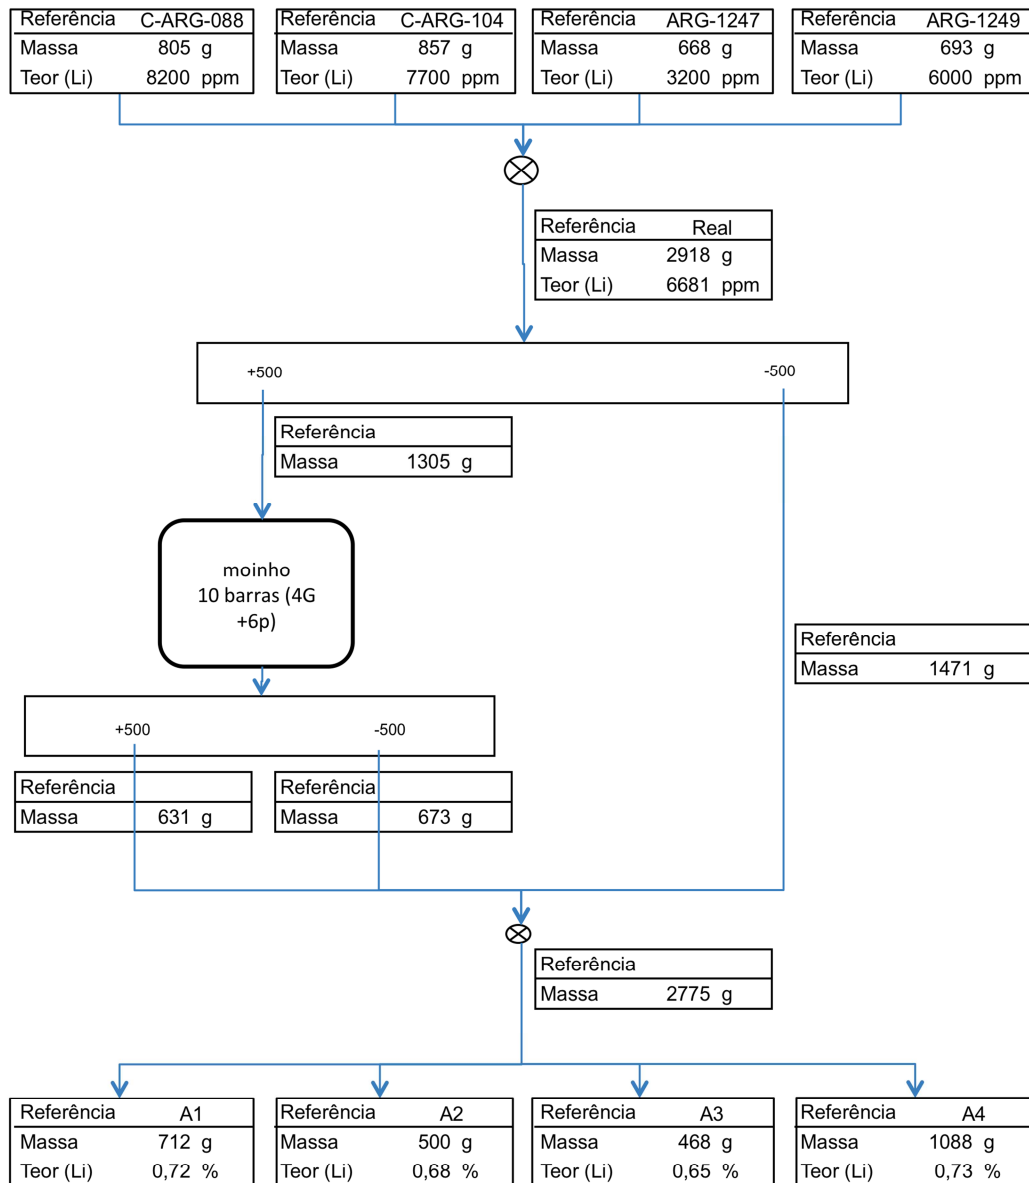 Referência C-ARG-088
Massa 805 g
Teor (Li) 8200 ppm
Referência C-ARG-104
Massa 857 g
Teor (Li) 7700 ppm
Referência ARG-1247
Massa 668 g
Teor (Li) 3200 ppm
Referência ARG-1249
Massa 693 g
Teor (Li) 6000 ppm
Referência Real
Massa 2918 g
Teor (Li) 6681 ppm
+500 -500
Referência
Massa 1305 g
moinho
10 barras (4G
+6p)
Referência
Massa 1471 g
+500 -500
Referência
Massa 631 g
Referência
Massa 673 g
Referência
Massa 2775 g
Referência A1
Massa 712 g
Teor (Li) 0,72 %
Referência A2
Massa 500 g
Teor (Li) 0,68 %
Referência A3
Massa 468 g
Teor (Li) 0,65 %
Referência A4
Massa 1088 g
Teor (Li) 0,73 %